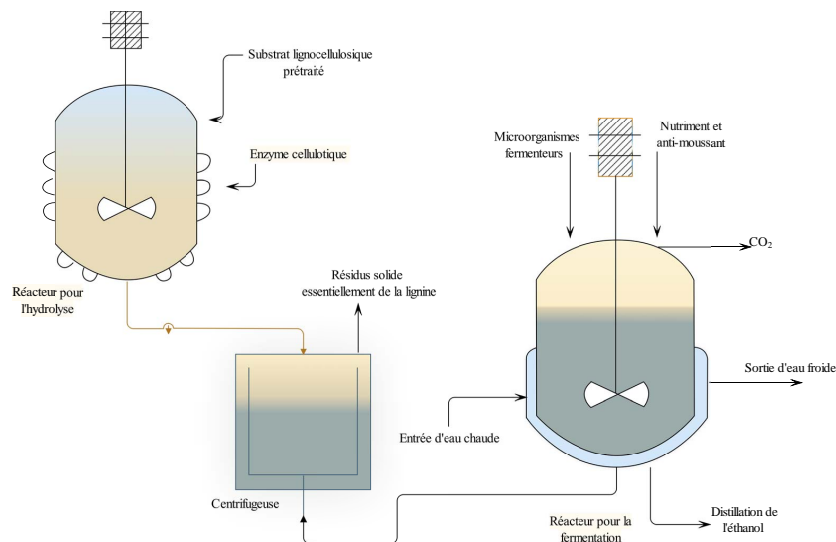 Substrat lignocellulosique
prétraité
Enzyme cellulotique
Réacteur pour
l'hydrolyse
Résidus solide
essentiellement de la lignine
Centrifugeuse
Microorganismes
fermenteurs
Nutriment et
anti-moussant
CO₂
Sortie d'eau froide
Entrée d'eau chaude
Réacteur pour la
fermentation
Distillation de
l'éthanol